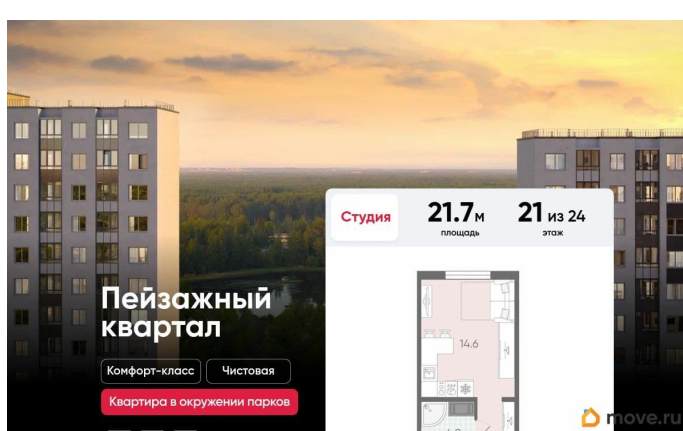 Студия
21.7м
площадь
21 из 24
этаж
Пейзажный
квартал
14.6
Комфорт-класс
Чистовая
Квартира в окружении парков
move.ru